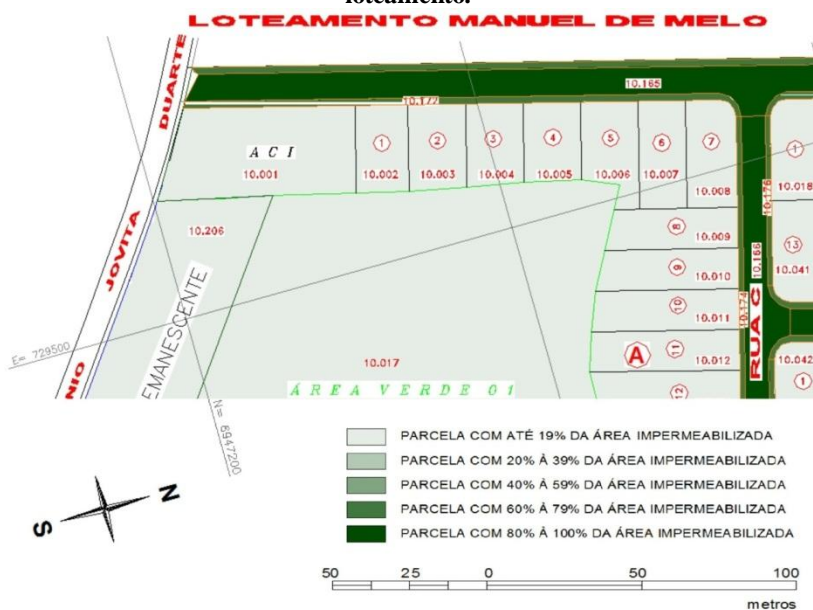 loteamento.
LOTEAMENTO MANUEL DE MELO
DUARTE
JOVITA
NIO
10.165
10.177
A C I
10.001
1
10.002
2
10.003
3
10.004
4
10.005
5
10.006
6
10.007
7
10.008
8
10.009
9
10.010
10
10.011
11
10.012
12
A
10.174
10.166
RUA C
10.176
1
10.018
13
10.041
10.042
1
10.206
EMANESCENTE
10.017
ÁREA VERDE 01
E= 729500
N= 6947200
PARCELA COM ATÉ 19% DA ÁREA IMPERMEABILIZADA
PARCELA COM 20% À 39% DA ÁREA IMPERMEABILIZADA
PARCELA COM 40% À 59% DA ÁREA IMPERMEABILIZADA
PARCELA COM 60% À 79% DA ÁREA IMPERMEABILIZADA
PARCELA COM 80% À 100% DA ÁREA IMPERMEABILIZADA
N
S
50 25 0 50 100
metros